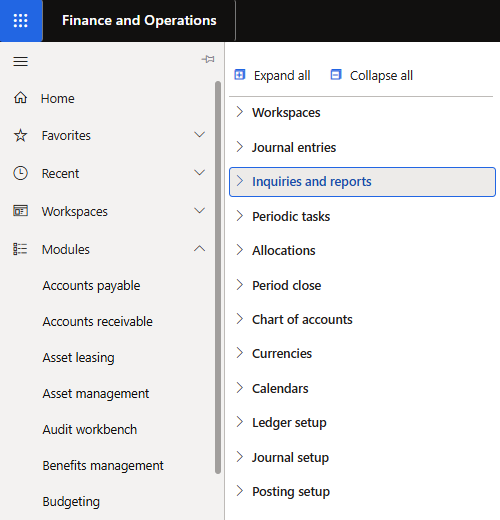 Finance and Operations
Home
Favorites
Recent
Workspaces
Modules
Accounts payable
Accounts receivable
Asset leasing
Asset management
Audit workbench
Benefits management
Budgeting
Expand all
Collapse all
Workspaces
Journal entries
Inquiries and reports
Periodic tasks
Allocations
Period close
Chart of accounts
Currencies
Calendars
Ledger setup
Journal setup
Posting setup